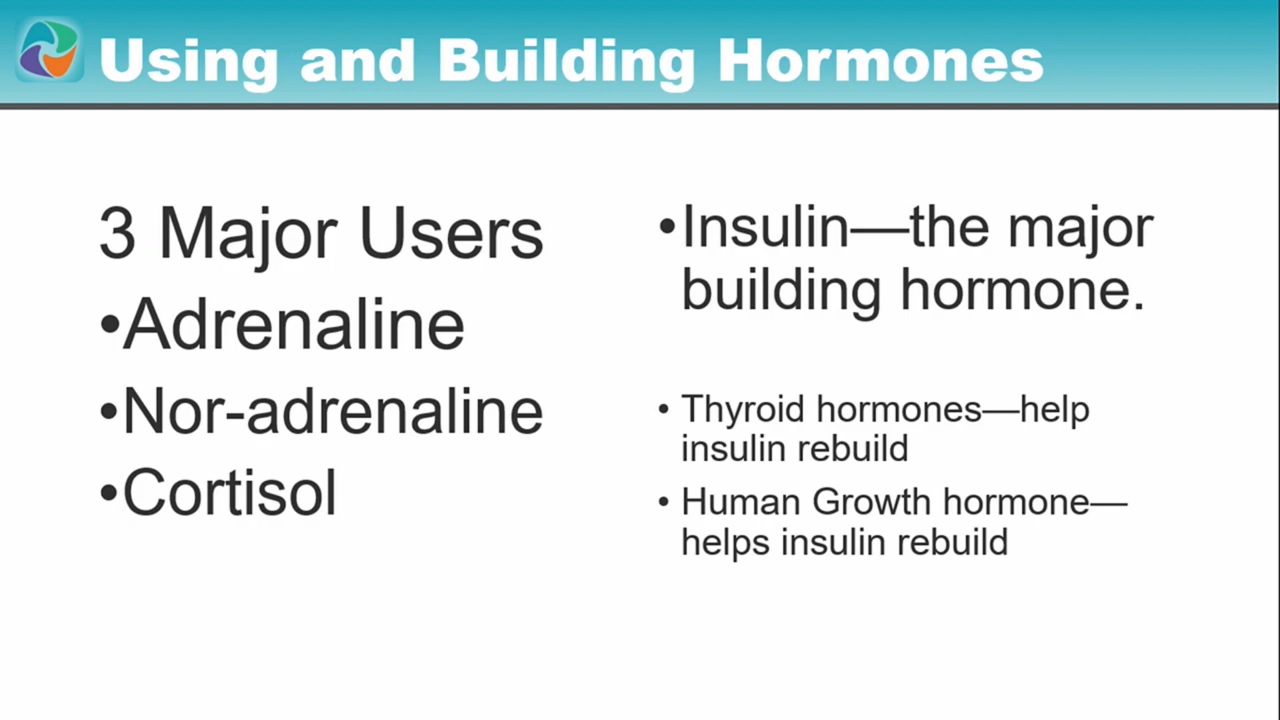 Using and Building Hormones
3 Major Users
•Adrenaline
•Nor-adrenaline
•Cortisol
•Insulin—the major
building hormone.
• Thyroid hormones—help
insulin rebuild
• Human Growth hormone—
helps insulin rebuild